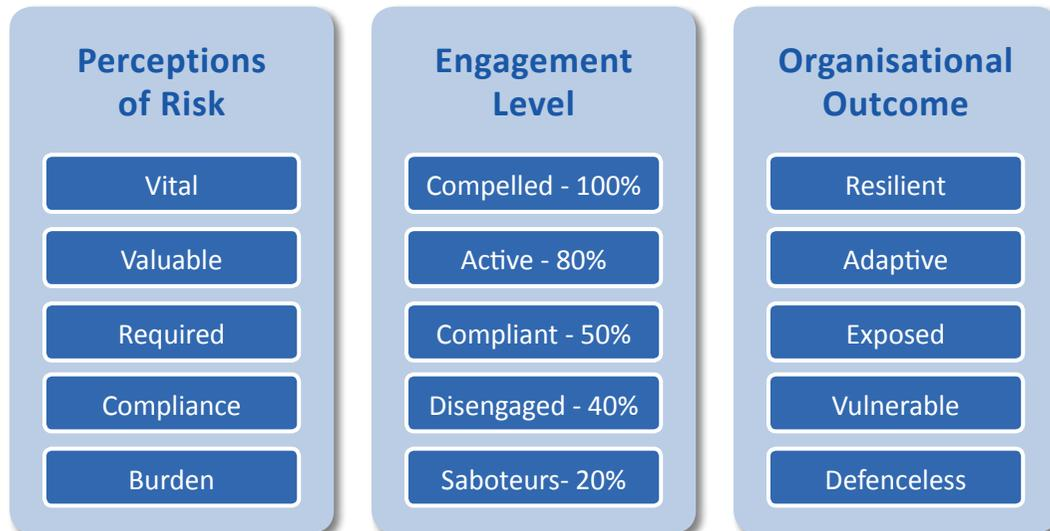 Perceptions
of Risk
Vital
Valuable
Required
Compliance
Burden
Engagement
Level
Compelled - 100%
Active - 80%
Compliant - 50%
Disengaged - 40%
Saboteurs- 20%
Organisational
Outcome
Resilient
Adaptive
Exposed
Vulnerable
Defenceless